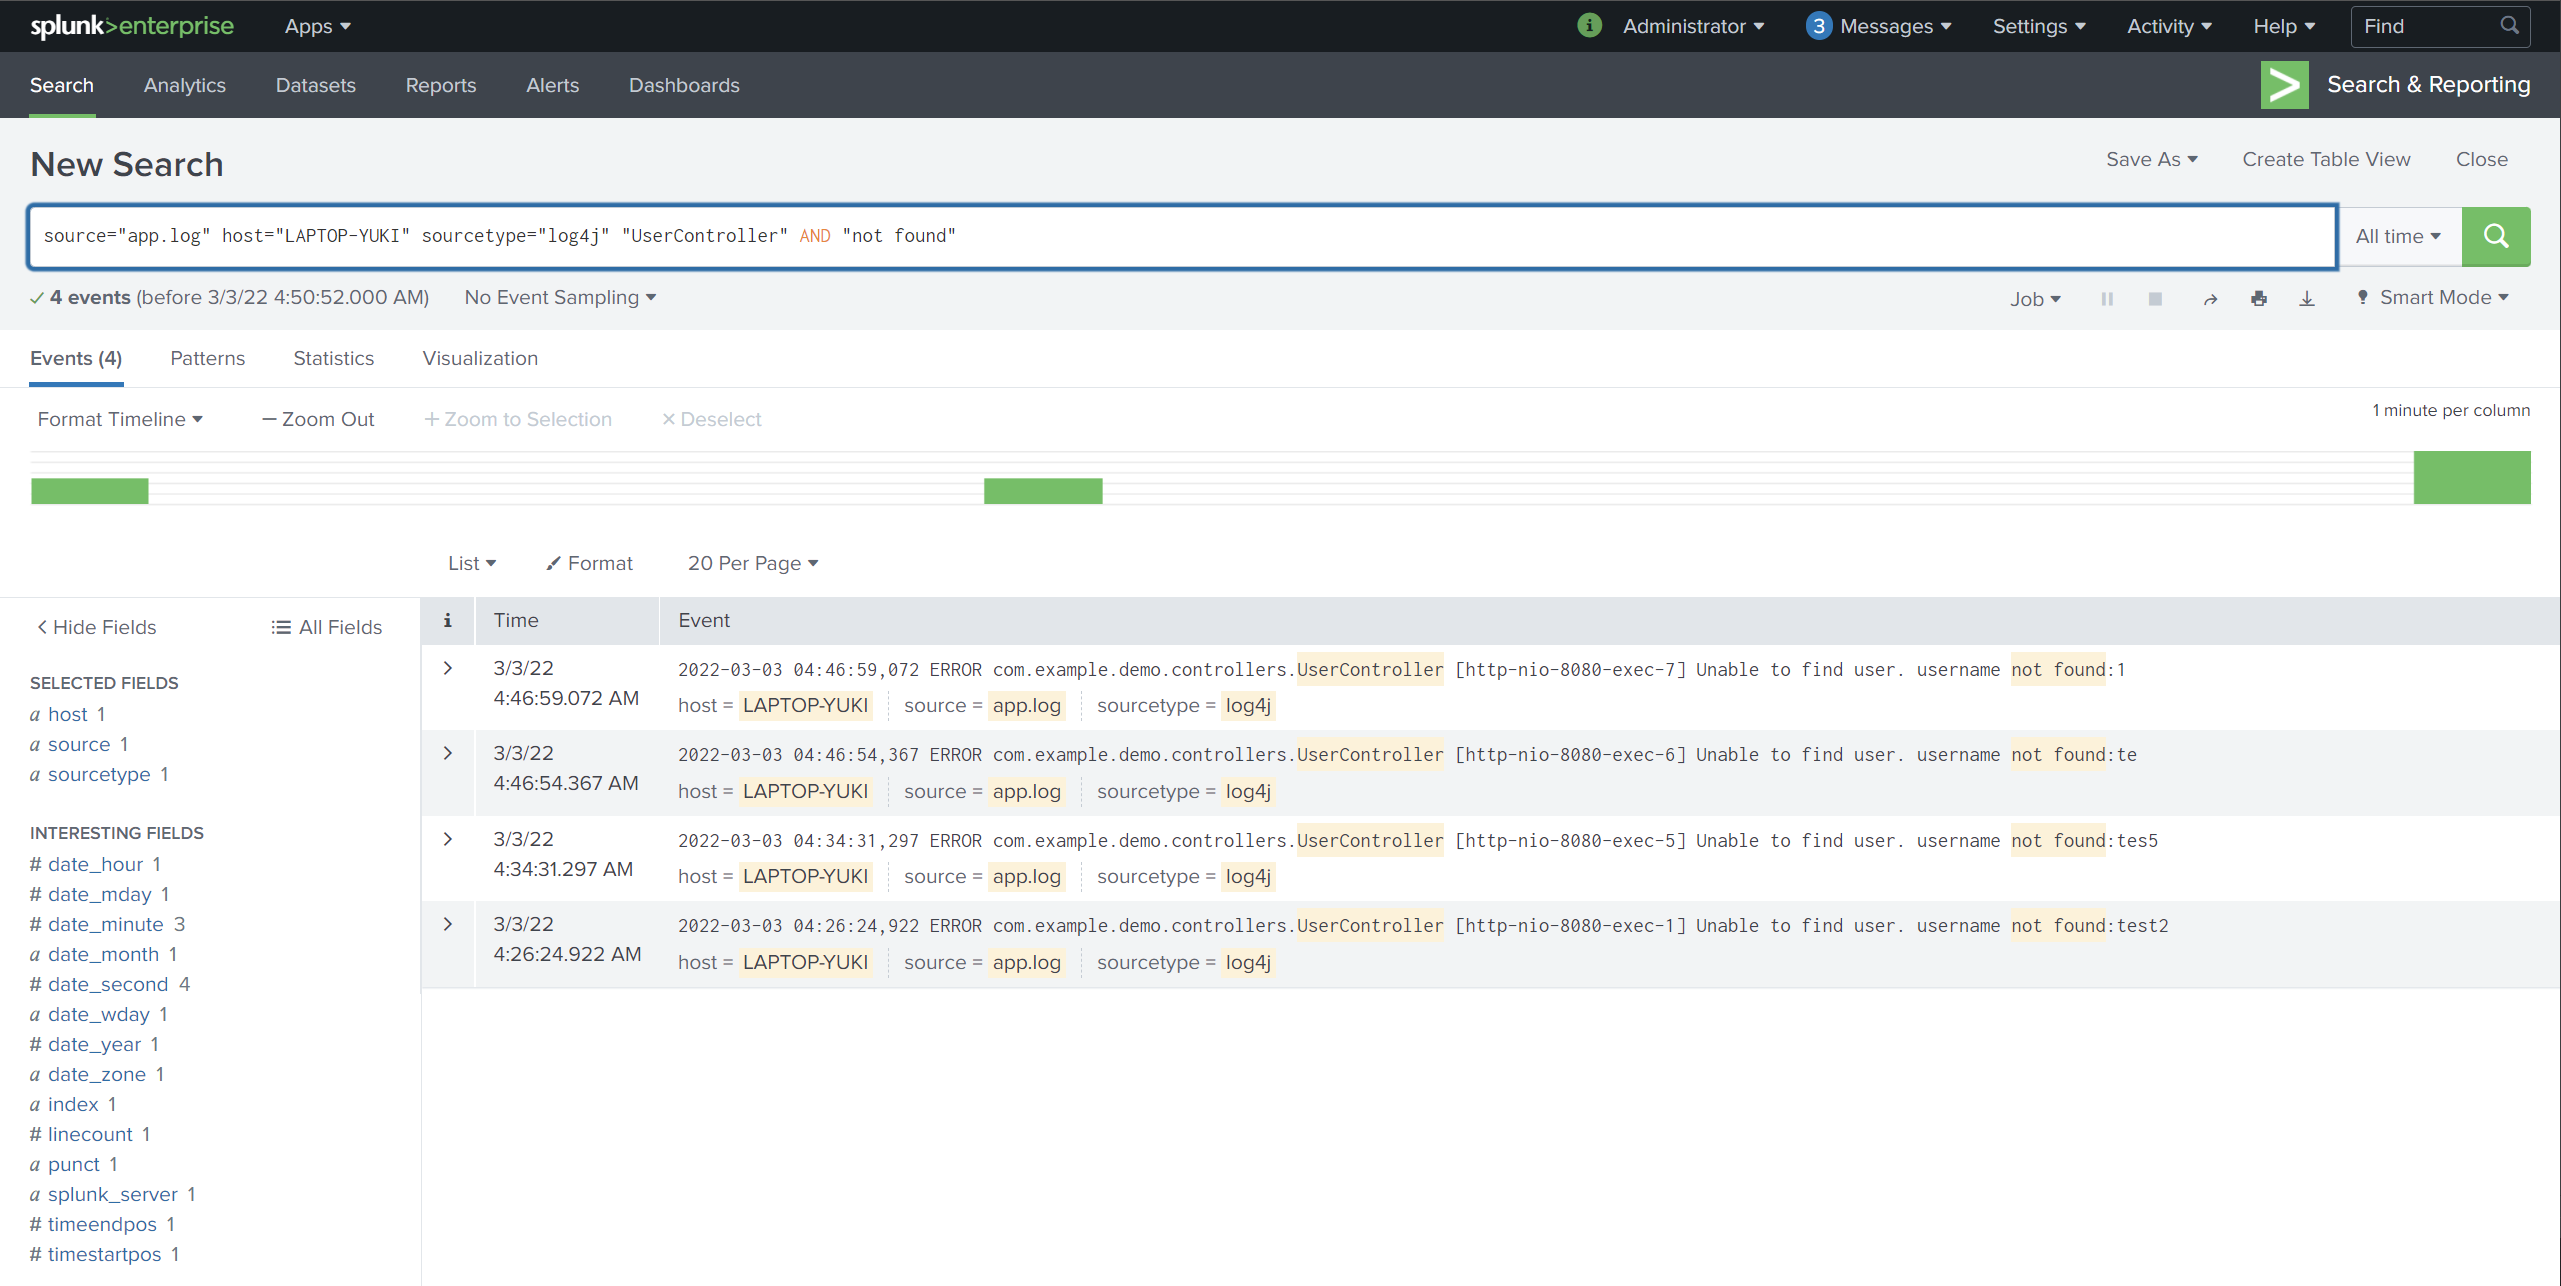 splunk>enterprise Apps Administrator 3 Messages Settings Activity Help Find
Search Analytics Datasets Reports Alerts Dashboards Search & Reporting
New Search Save As Create Table View Close
source="app.log" host="LAPTOP-YUKI" sourcetype="log4j" "UserController" AND "not found" All time
4 events (before 3/3/22 4:50:52.000 AM) No Event Sampling Job Smart Mode
Events (4) Patterns Statistics Visualization
Format Timeline — Zoom Out + Zoom to Selection × Deselect 1 minute per column
List Format 20 Per Page
< Hide Fields All Fields
SELECTED FIELDS
a host 1
a source 1
a sourcetype 1
INTERESTING FIELDS
# date_hour 1
# date_mday 1
# date_minute 3
a date_month 1
# date_second 4
a date_wday 1
# date_year 1
a date_zone 1
a index 1
# linecount 1
a punct 1
a splunk_server 1
# timeendpos 1
# timestartpos 1
i Time Event
> 3/3/22 2022-03-03 04:46:59,072 ERROR com.example.demo.controllers.UserController [http-nio-8080-exec-7] Unable to find user. username not found:1
4:46:59.072 AM host = LAPTOP-YUKI source = app.log sourcetype = log4j
> 3/3/22 2022-03-03 04:46:54,367 ERROR com.example.demo.controllers.UserController [http-nio-8080-exec-6] Unable to find user. username not found:te
4:46:54.367 AM host = LAPTOP-YUKI source = app.log sourcetype = log4j
> 3/3/22 2022-03-03 04:34:31,297 ERROR com.example.demo.controllers.UserController [http-nio-8080-exec-5] Unable to find user. username not found:tes5
4:34:31.297 AM host = LAPTOP-YUKI source = app.log sourcetype = log4j
> 3/3/22 2022-03-03 04:26:24,922 ERROR com.example.demo.controllers.UserController [http-nio-8080-exec-1] Unable to find user. username not found:test2
4:26:24.922 AM host = LAPTOP-YUKI source = app.log sourcetype = log4j